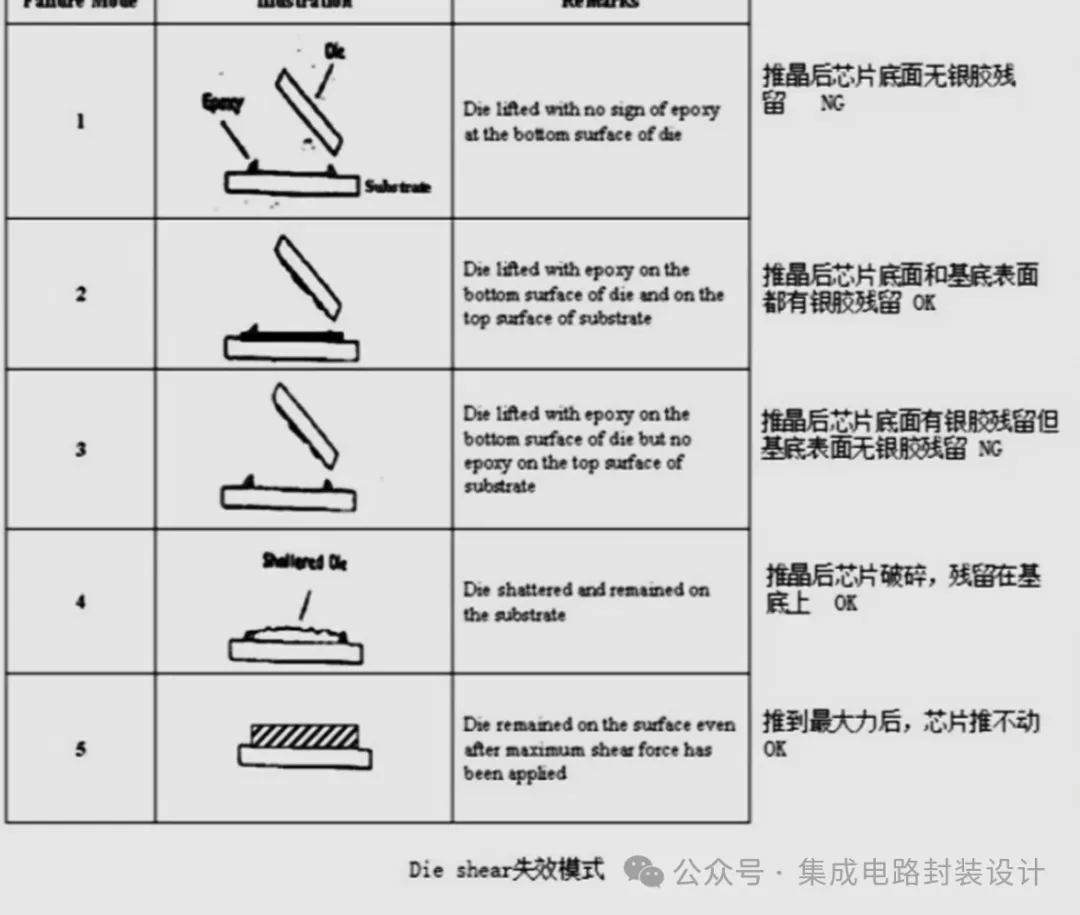 Failure Mode
Illustration
Remarks
1
Die
Epoxy
Substrate
Die lifted with no sign of epoxy
at the bottom surface of die
推晶后芯片底面无银胶残
留 NG
2
Die lifted with epoxy on the
bottom surface of die and on the
top surface of substrate
推晶后芯片底面和基底表面
都有银胶残留 OK
3
Die lifted with epoxy on the
bottom surface of die but no
epoxy on the top surface of
substrate
推晶后芯片底面有银胶残留但
基底表面无银胶残留 NG
4
Shattered Die
Die shattered and remained on
the substrate
推晶后芯片破碎，残留在基
底上 OK
5
Die remained on the surface even
after maximum shear force has
been applied
推到最大力后，芯片推不动
OK
Die shear失效模式
公众号 · 集成电路封装设计